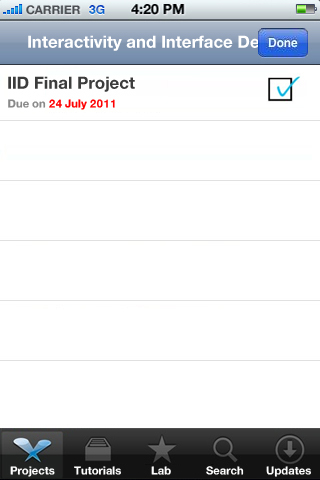 CARRIER 3G 4:20 PM
Interactivity and Interface De Done
IID Final Project
Due on 24 July 2011
Projects Tutorials Lab Search Updates